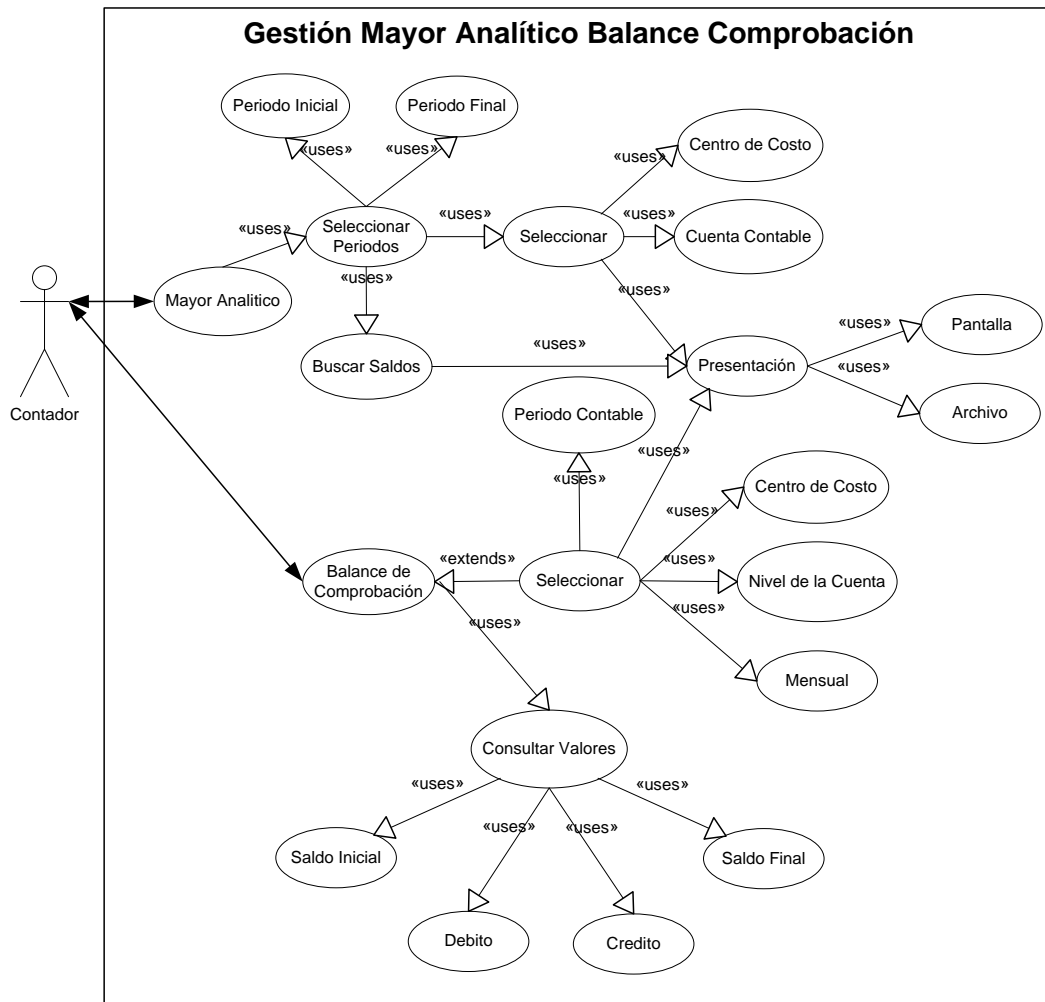 Gestión Mayor Analítico Balance Comprobación
Periodo Inicial
Periodo Final
«uses»
«uses»
Centro de Costo
«uses»
«uses»
Seleccionar
Periodos
«uses»
Seleccionar
«uses»
Cuenta Contable
Mayor Analitico
«uses»
«uses»
Contador
Buscar Saldos
«uses»
Presentación
«uses»
Pantalla
«uses»
Archivo
Periodo Contable
«uses»
«uses»
Centro de Costo
«uses»
Balance de
Comprobación
«extends»
Seleccionar
«uses»
Nivel de la Cuenta
«uses»
«uses»
Mensual
Consultar Valores
«uses»
«uses»
«uses»
«uses»
Saldo Inicial
Saldo Final
Debito
Credito